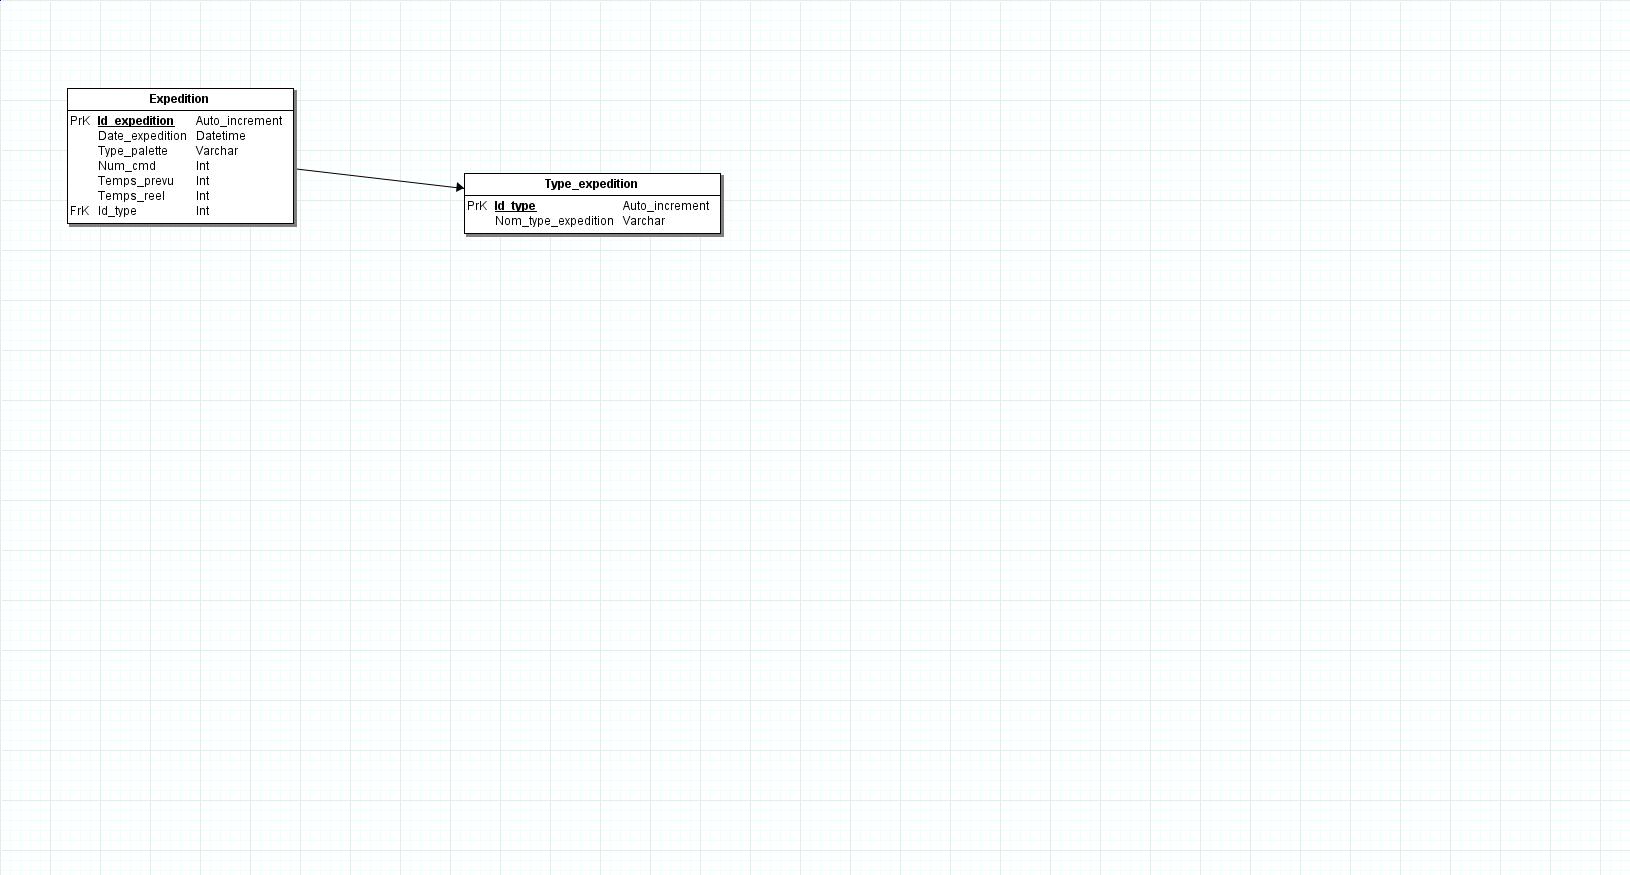 Expedition
PrK Id_expedition Auto_increment
Date_expedition Datetime
Type_palette Varchar
Num_cmd Int
Temps_prevu Int
Temps_reel Int
FrK Id_type Int
Type_expedition
PrK Id_type Auto_increment
Nom_type_expedition Varchar